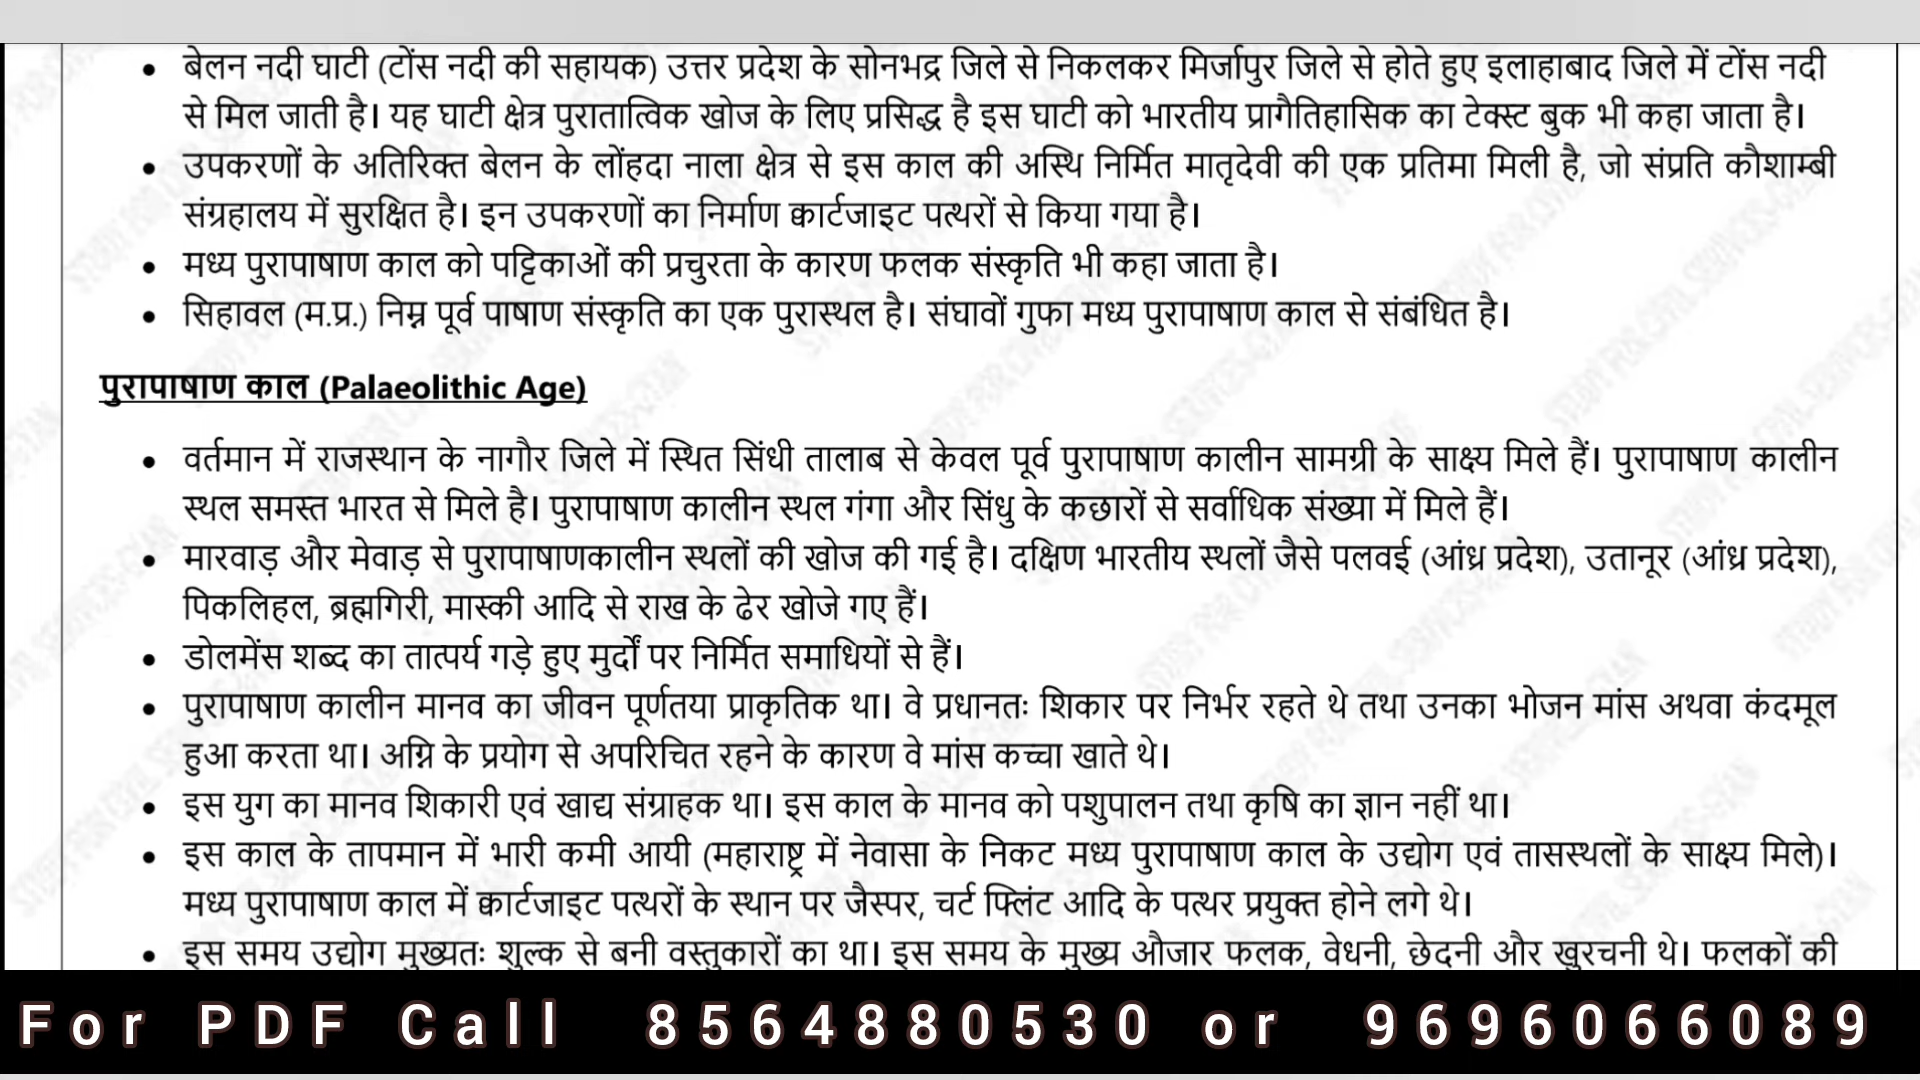 • बेलन नदी घाटी (टोंस नदी की सहायक) उत्तर प्रदेश के सोनभद्र जिले से निकलकर मिर्जापुर जिले से होते हुए इलाहाबाद जिले में टोंस नदी
से मिल जाती है। यह घाटी क्षेत्र पुरातात्विक खोज के लिए प्रसिद्ध है इस घाटी को भारतीय प्रागैतिहासिक का टेक्स्ट बुक भी कहा जाता है।
• उपकरणों के अतिरिक्त बेलन के लोंहदा नाला क्षेत्र से इस काल की अस्थि निर्मित मातृदेवी की एक प्रतिमा मिली है, जो संप्रति कौशाम्बी
संग्रहालय में सुरक्षित है। इन उपकरणों का निर्माण क्वार्टजाइट पत्थरों से किया गया है।
• मध्य पुरापाषाण काल को पट्टिकाओं की प्रचुरता के कारण फलक संस्कृति भी कहा जाता है।
• सिहावल (म.प्र.) निम्न पूर्व पाषाण संस्कृति का एक पुरास्थल है। संघावों गुफा मध्य पुरापाषाण काल से संबंधित है।
पुरापाषाण काल (Palaeolithic Age)
• वर्तमान में राजस्थान के नागौर जिले में स्थित सिंधी तालाब से केवल पूर्व पुरापाषाण कालीन सामग्री के साक्ष्य मिले हैं। पुरापाषाण कालीन
स्थल समस्त भारत से मिले है। पुरापाषाण कालीन स्थल गंगा और सिंधु के कछारों से सर्वाधिक संख्या में मिले हैं।
• मारवाड़ और मेवाड़ से पुरापाषाणकालीन स्थलों की खोज की गई है। दक्षिण भारतीय स्थलों जैसे पलवई (आंध्र प्रदेश), उतानूर (आंध्र प्रदेश),
पिकलिहल, ब्रह्मगिरी, मास्की आदि से राख के ढेर खोजे गए हैं।
• डोलमेंस शब्द का तात्पर्य गड़े हुए मुर्दों पर निर्मित समाधियों से हैं।
• पुरापाषाण कालीन मानव का जीवन पूर्णतया प्राकृतिक था। वे प्रधानतः शिकार पर निर्भर रहते थे तथा उनका भोजन मांस अथवा कंदमूल
हुआ करता था। अग्नि के प्रयोग से अपरिचित रहने के कारण वे मांस कच्चा खाते थे।
• इस युग का मानव शिकारी एवं खाद्य संग्राहक था। इस काल के मानव को पशुपालन तथा कृषि का ज्ञान नहीं था।
• इस काल के तापमान में भारी कमी आयी (महाराष्ट्र में नेवासा के निकट मध्य पुरापाषाण काल के उद्योग एवं तासस्थलों के साक्ष्य मिले)।
मध्य पुरापाषाण काल में क्वार्टजाइट पत्थरों के स्थान पर जैस्पर, चर्ट फ्लिंट आदि के पत्थर प्रयुक्त होने लगे थे।
• इस समय उद्योग मुख्यतः शुल्क से बनी वस्तुकारों का था। इस समय के मुख्य औजार फलक, वेधनी, छेदनी और खुरचनी थे। फलकों की
For PDF Call 8564880530 or 9696066089